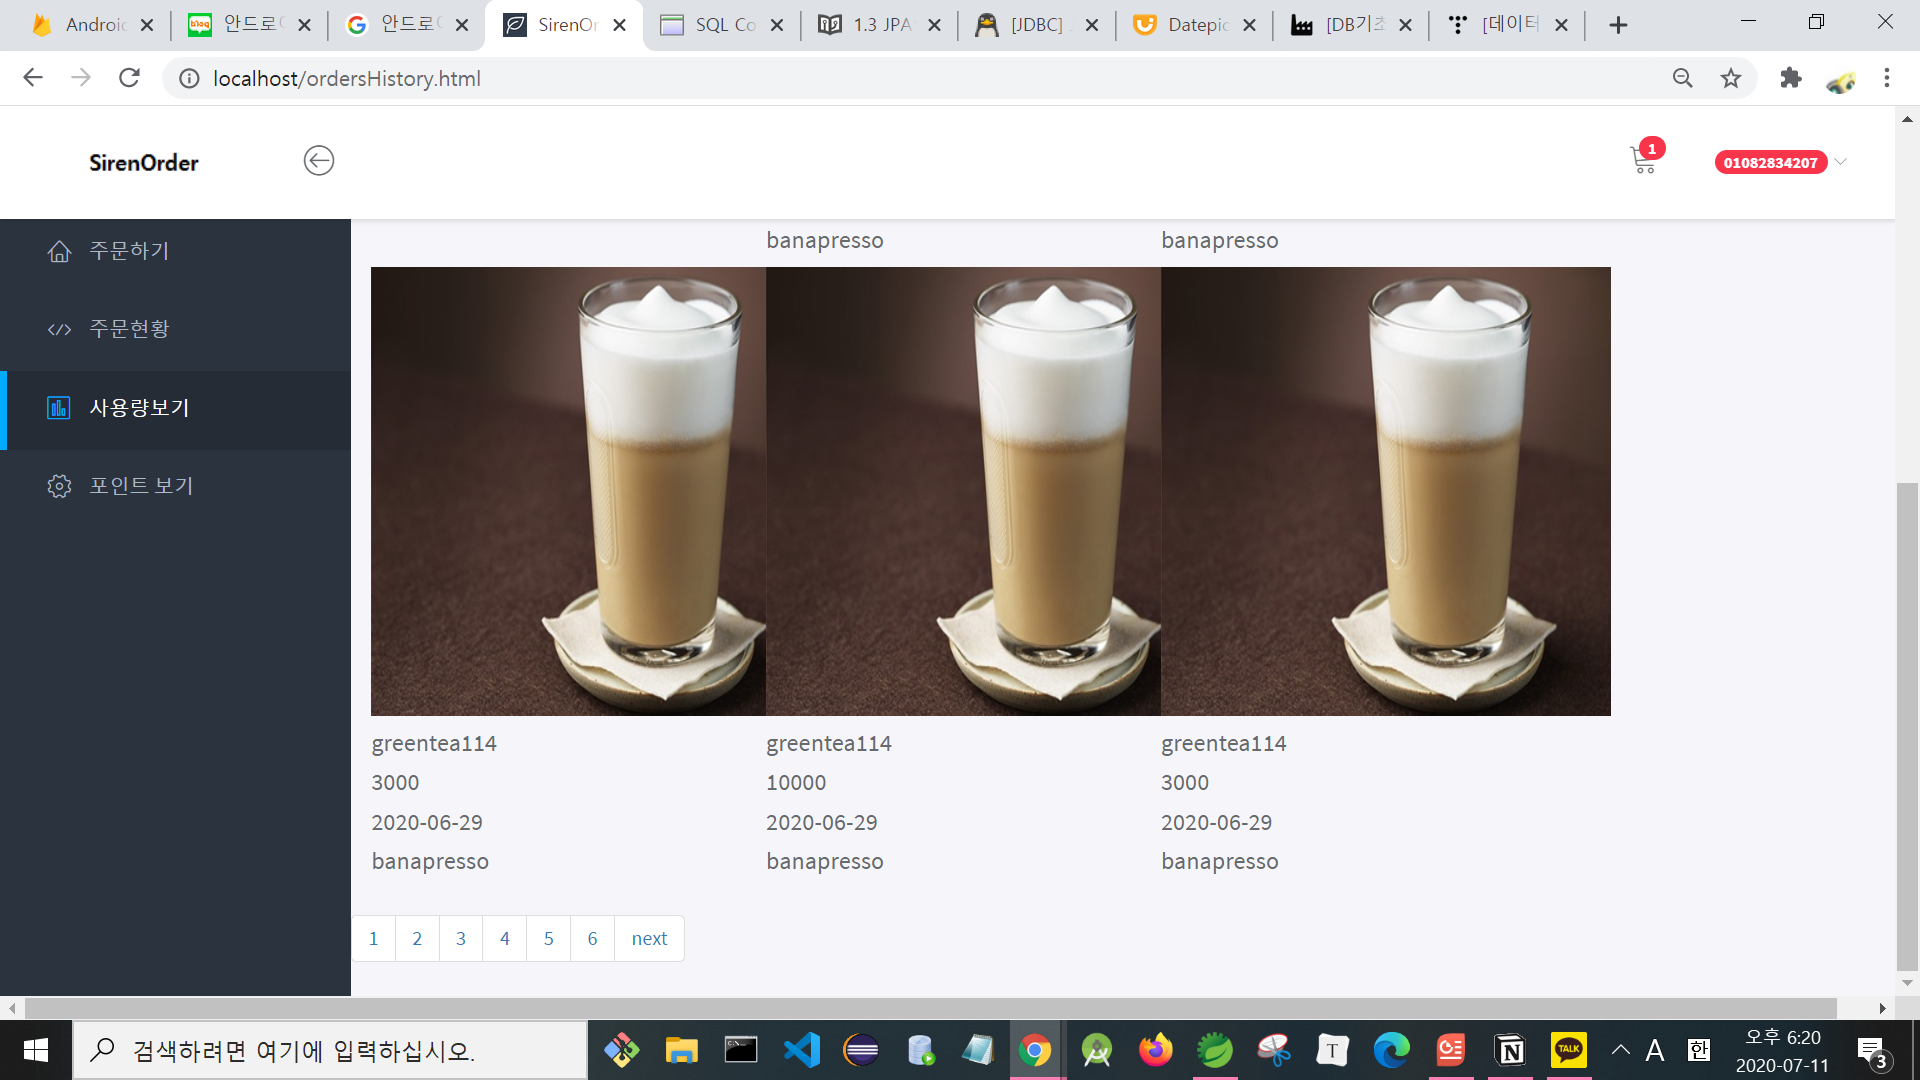 Android
안드로이
안드로이
SirenOr
SQL Co
1.3 JPA
[JDBC]
Datepic
[DB기초
[데이터
localhost/ordersHistory.html
SirenOrder
1
01082834207
주문하기
주문현황
사용량보기
포인트 보기
banapresso
banapresso
greentea114
greentea114
greentea114
3000
10000
3000
2020-06-29
2020-06-29
2020-06-29
banapresso
banapresso
banapresso
1 2 3 4 5 6 next
검색하려면 여기에 입력하십시오.
T
TALK
A
한
오후 6:20
2020-07-11
3